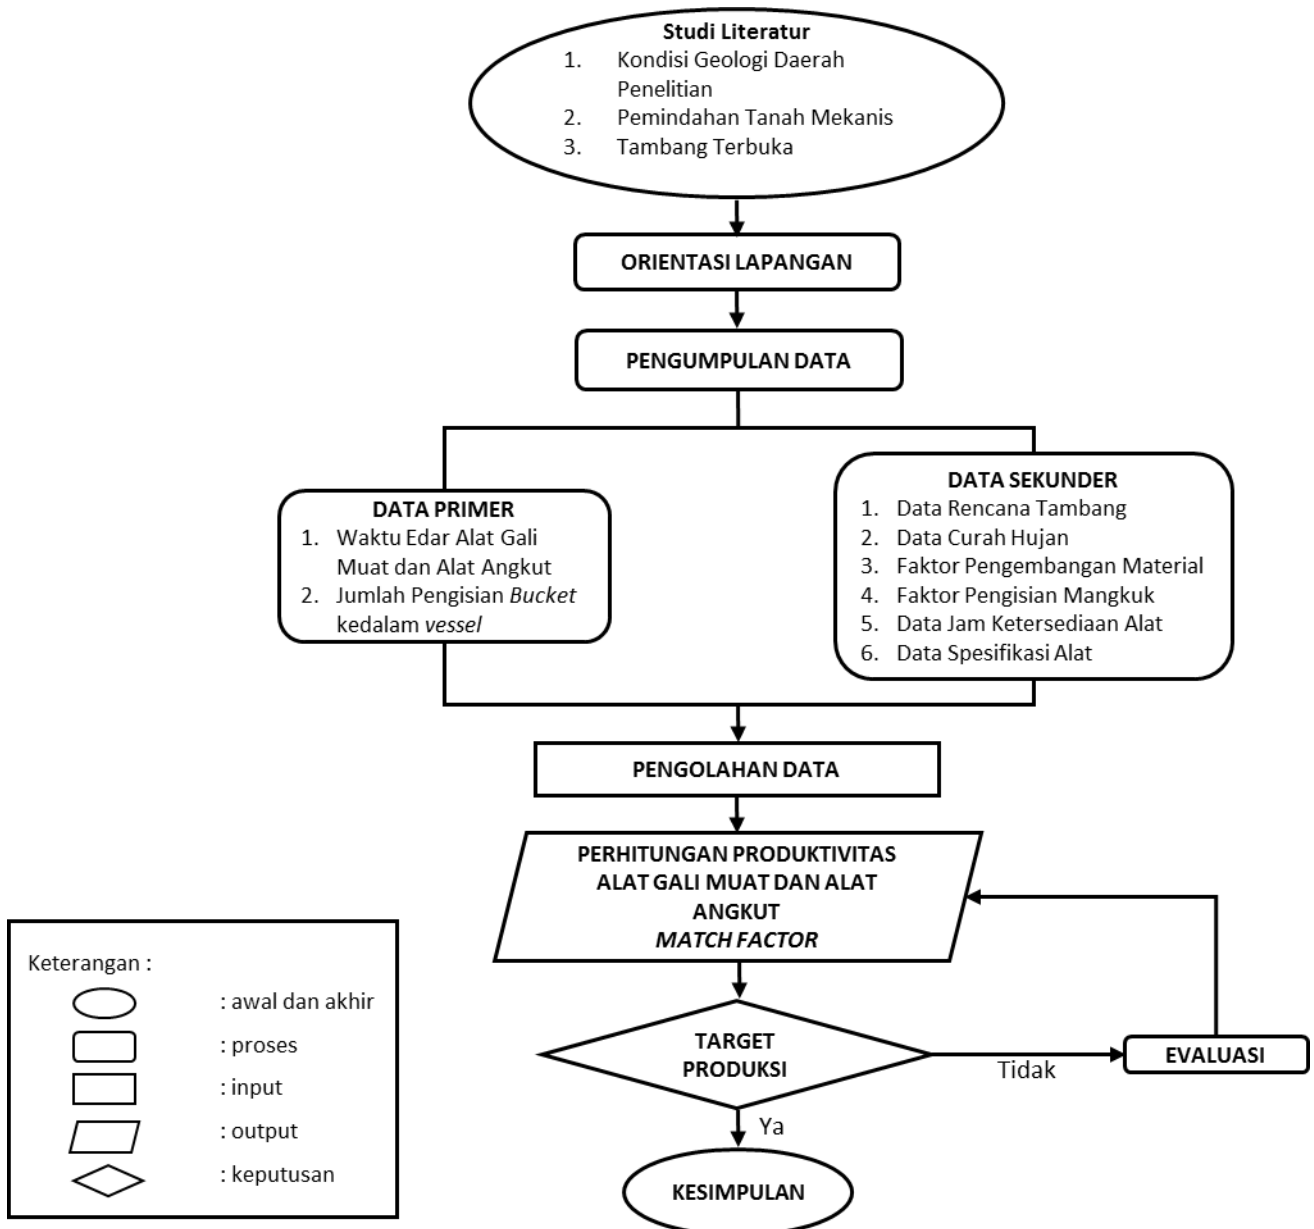 Studi Literatur
1. Kondisi Geologi Daerah
Penelitian
2. Pemindahan Tanah Mekanis
3. Tambang Terbuka
ORIENTASI LAPANGAN
PENGUMPULAN DATA
DATA PRIMER
1. Waktu Edar Alat Gali
Muat dan Alat Angkut
2. Jumlah Pengisian Bucket
kedalam vessel
DATA SEKUNDER
1. Data Rencana Tambang
2. Data Curah Hujan
3. Faktor Pengembangan Material
4. Faktor Pengisian Mangkuk
5. Data Jam Ketersediaan Alat
6. Data Spesifikasi Alat
PENGOLAHAN DATA
PERHITUNGAN PRODUKTIVITAS
ALAT GALI MUAT DAN ALAT
ANGKUT
MATCH FACTOR
TARGET
PRODUKSI
Tidak
EVALUASI
Ya
KESIMPULAN
Keterangan :
: awal dan akhir
: proses
: input
: output
: keputusan